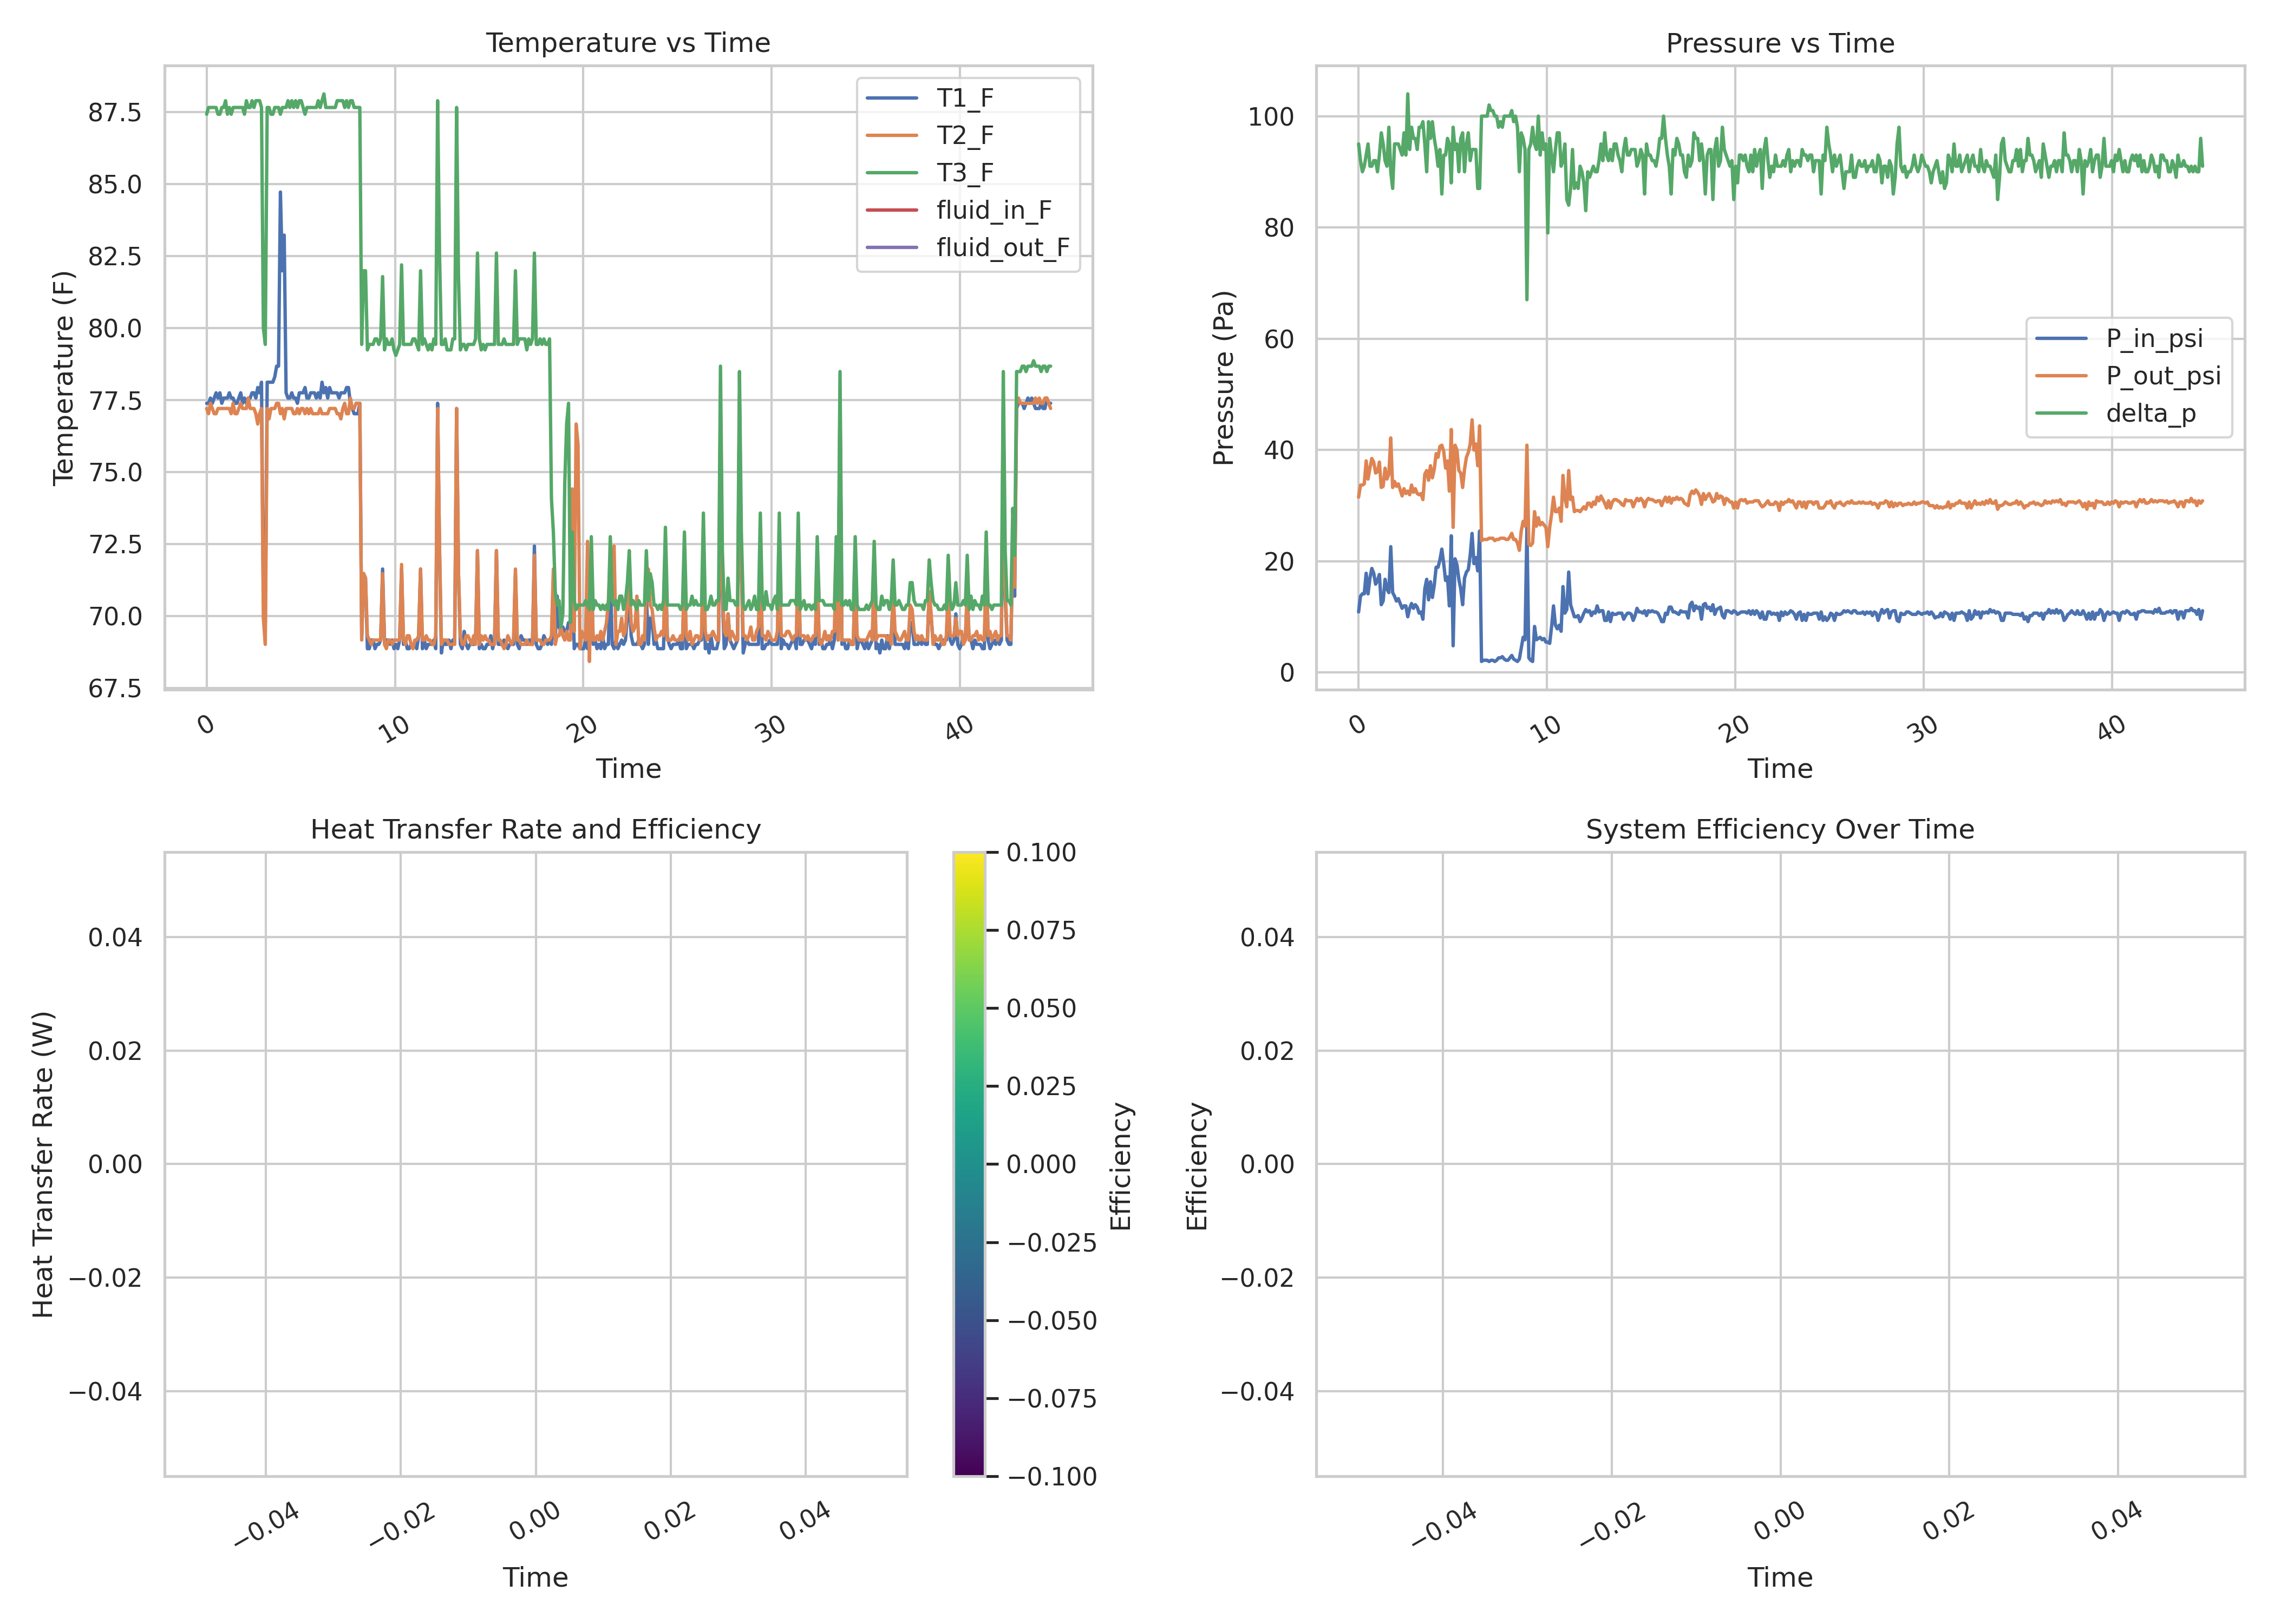 Temperature vs Time
87.5
85.0
82.5
80.0
77.5
75.0
72.5
70.0
67.5
Temperature (F)
T1_F
T2_F
T3_F
fluid_in_F
fluid_out_F
0
10
20
30
40
Time
Pressure vs Time
100
80
60
40
20
0
Pressure (Pa)
P_in_psi
P_out_psi
delta_p
0
10
20
30
40
Time
Heat Transfer Rate and Efficiency
0.04
0.02
0.00
−0.02
−0.04
Heat Transfer Rate (W)
−0.04
−0.02
0.00
0.02
0.04
Time
0.100
0.075
0.050
0.025
0.000
−0.025
−0.050
−0.075
−0.100
Efficiency
System Efficiency Over Time
0.04
0.02
0.00
−0.02
−0.04
Efficiency
−0.04
−0.02
0.00
0.02
0.04
Time